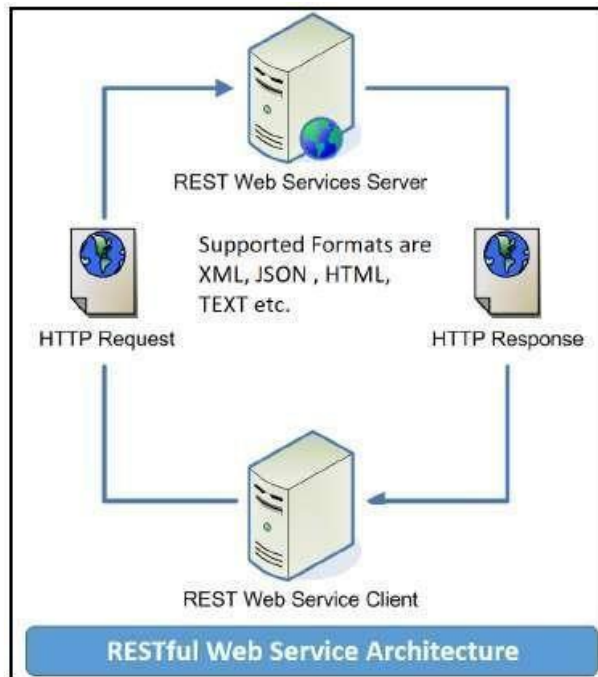 REST Web Services Server
Supported Formats are
XML, JSON , HTML,
TEXT etc.
HTTP Request
HTTP Response
REST Web Service Client
RESTful Web Service Architecture